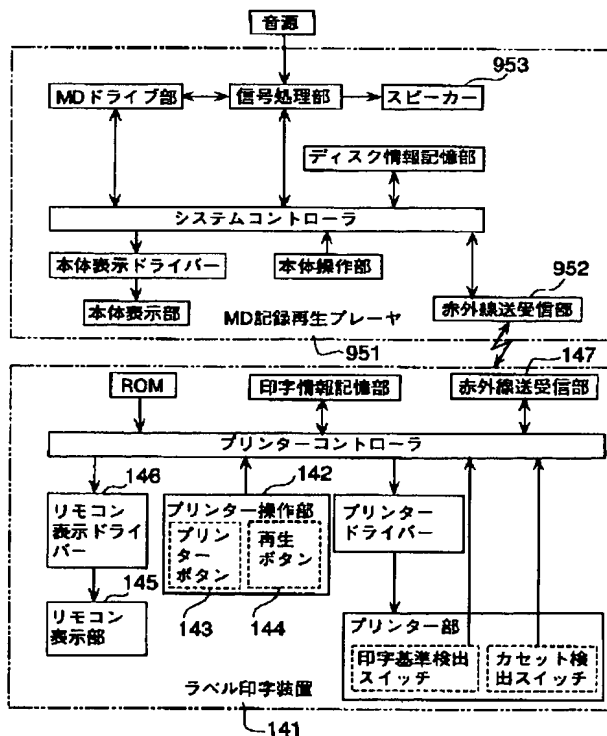 音源
953
MDドライブ部
信号処理部
スピーカー
ディスク情報記憶部
システムコントローラ
本体表示ドライバー
本体操作部
952
本体表示部
赤外線送受信部
MD記録再生プレーヤ
951
147
ROM
印字情報記憶部
赤外線送受信部
プリンターコントローラ
146
142
リモコン
表示ドライ
バー
プリンター操作部
プリン
ター
ボタン
再生
ボタン
プリンター
ドライバー
145
143
144
リモコン
表示部
プリンター部
印字基準検出
スイッチ
カセット検
出スイッチ
ラベル印字装置
141